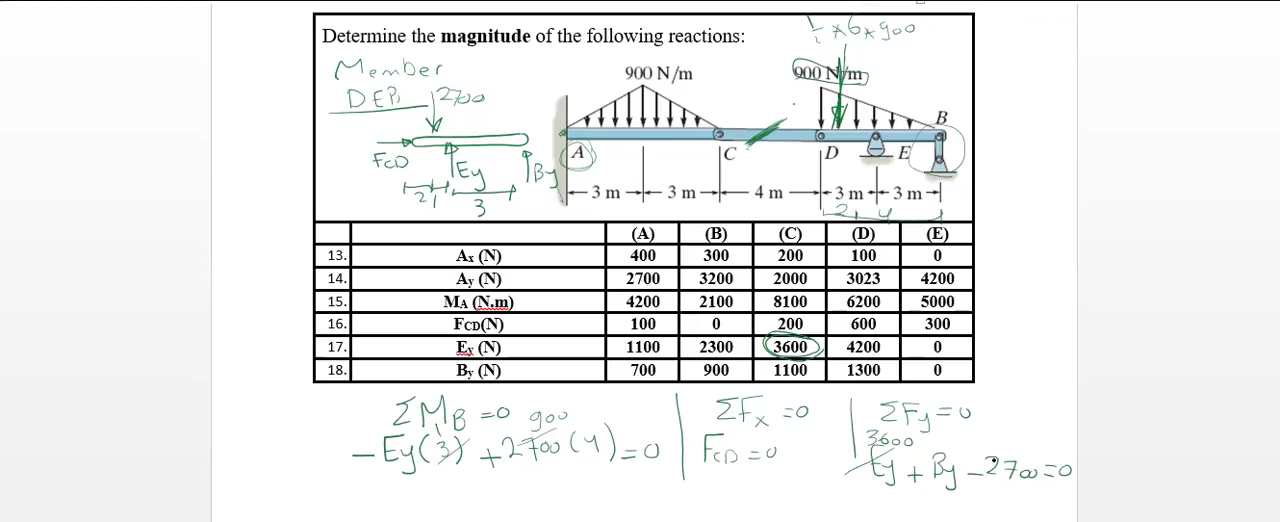 Determine the magnitude of the following reactions:
1/2 * 6 * 900
Member
DEB
2700
FCD
Ey
By
2
1
3
900 N/m
900 N/m
A
C
D
E
B
3 m
3 m
4 m
3 m
3 m
2
4
(A) (B) (C) (D) (E)
13. Ax (N) 400 300 200 100 0
14. Ay (N) 2700 3200 2000 3023 4200
15. MA (N.m) 4200 2100 8100 6200 5000
16. FCD(N) 100 0 200 600 300
17. Ey (N) 1100 2300 3600 4200 0
18. By (N) 700 900 1100 1300 0
ΣMB = 0
900
1
- Ey(3) + 2700 (4) = 0
ΣFx = 0
FCD = 0
ΣFy = 0
3600
Ey + By - 2700 = 0